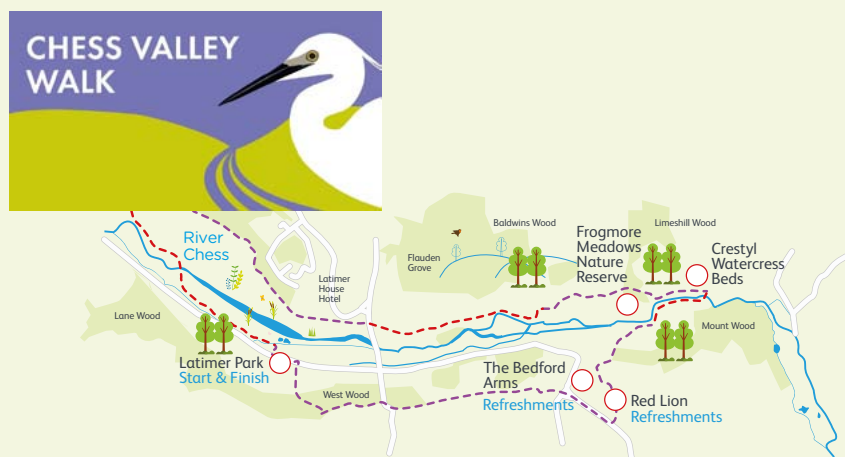 CHESS VALLEY
WALK
River
Chess
Lane Wood
Latimer
House
Hotel
Flauden
Grove
Baldwins Wood
Frogmore
Meadows
Nature
Reserve
Limeshill Wood
Crestyl
Watercress
Beds
Mount Wood
Latimer Park
Start & Finish
West Wood
The Bedford
Arms
Refreshments
Red Lion
Refreshments